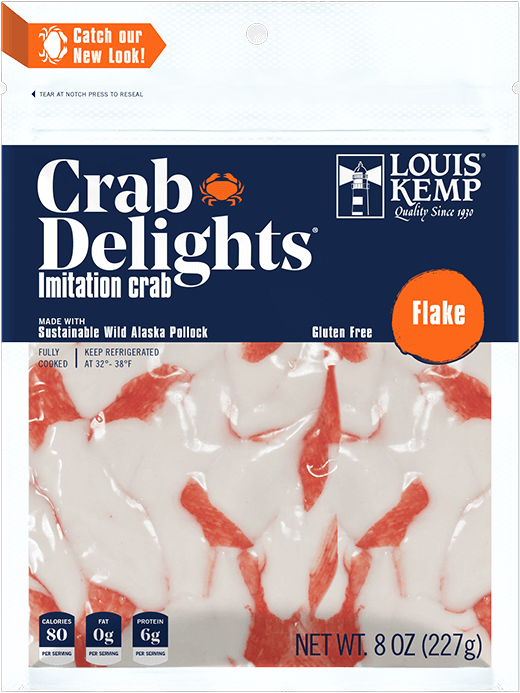 Catch our
New Look!
TEAR AT NOTCH PRESS TO RESEAL
Crab
Delights®
Imitation crab
LOUIS
KEMP®
Quality Since 1930
MADE WITH
Sustainable Wild Alaska Pollock
Gluten Free
Flake
FULLY
COOKED
KEEP REFRIGERATED
AT 32°- 38°F
CALORIES
80
PER SERVING
FAT
0g
PER SERVING
PROTEIN
6g
PER SERVING
NET WT. 8 OZ (227g)